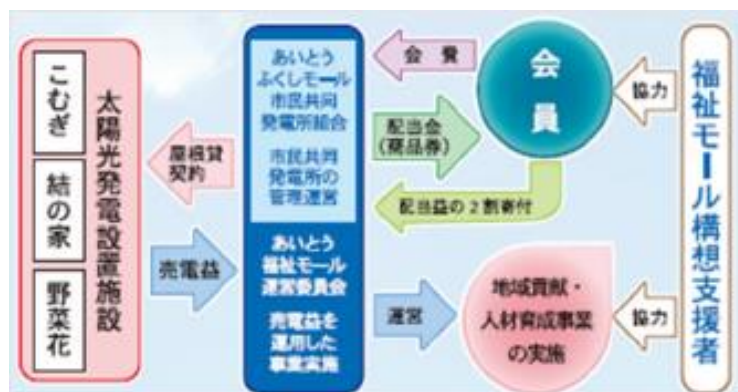 太陽光発電設置施設
こむぎ
結の家
野菜花
屋根貸
契約
売電益
あいとう
ふくしモール
市民共同
発電所組合
市民共同
発電所の
管理運営
あいとう
福祉モール
運営委員会
売電益を
運用した
事業実施
会費
配当金
(商品券)
配当益の2割寄付
運営
会員
地域貢献・
人材育成事業
の実施
協力
協力
福祉モール構想支援者